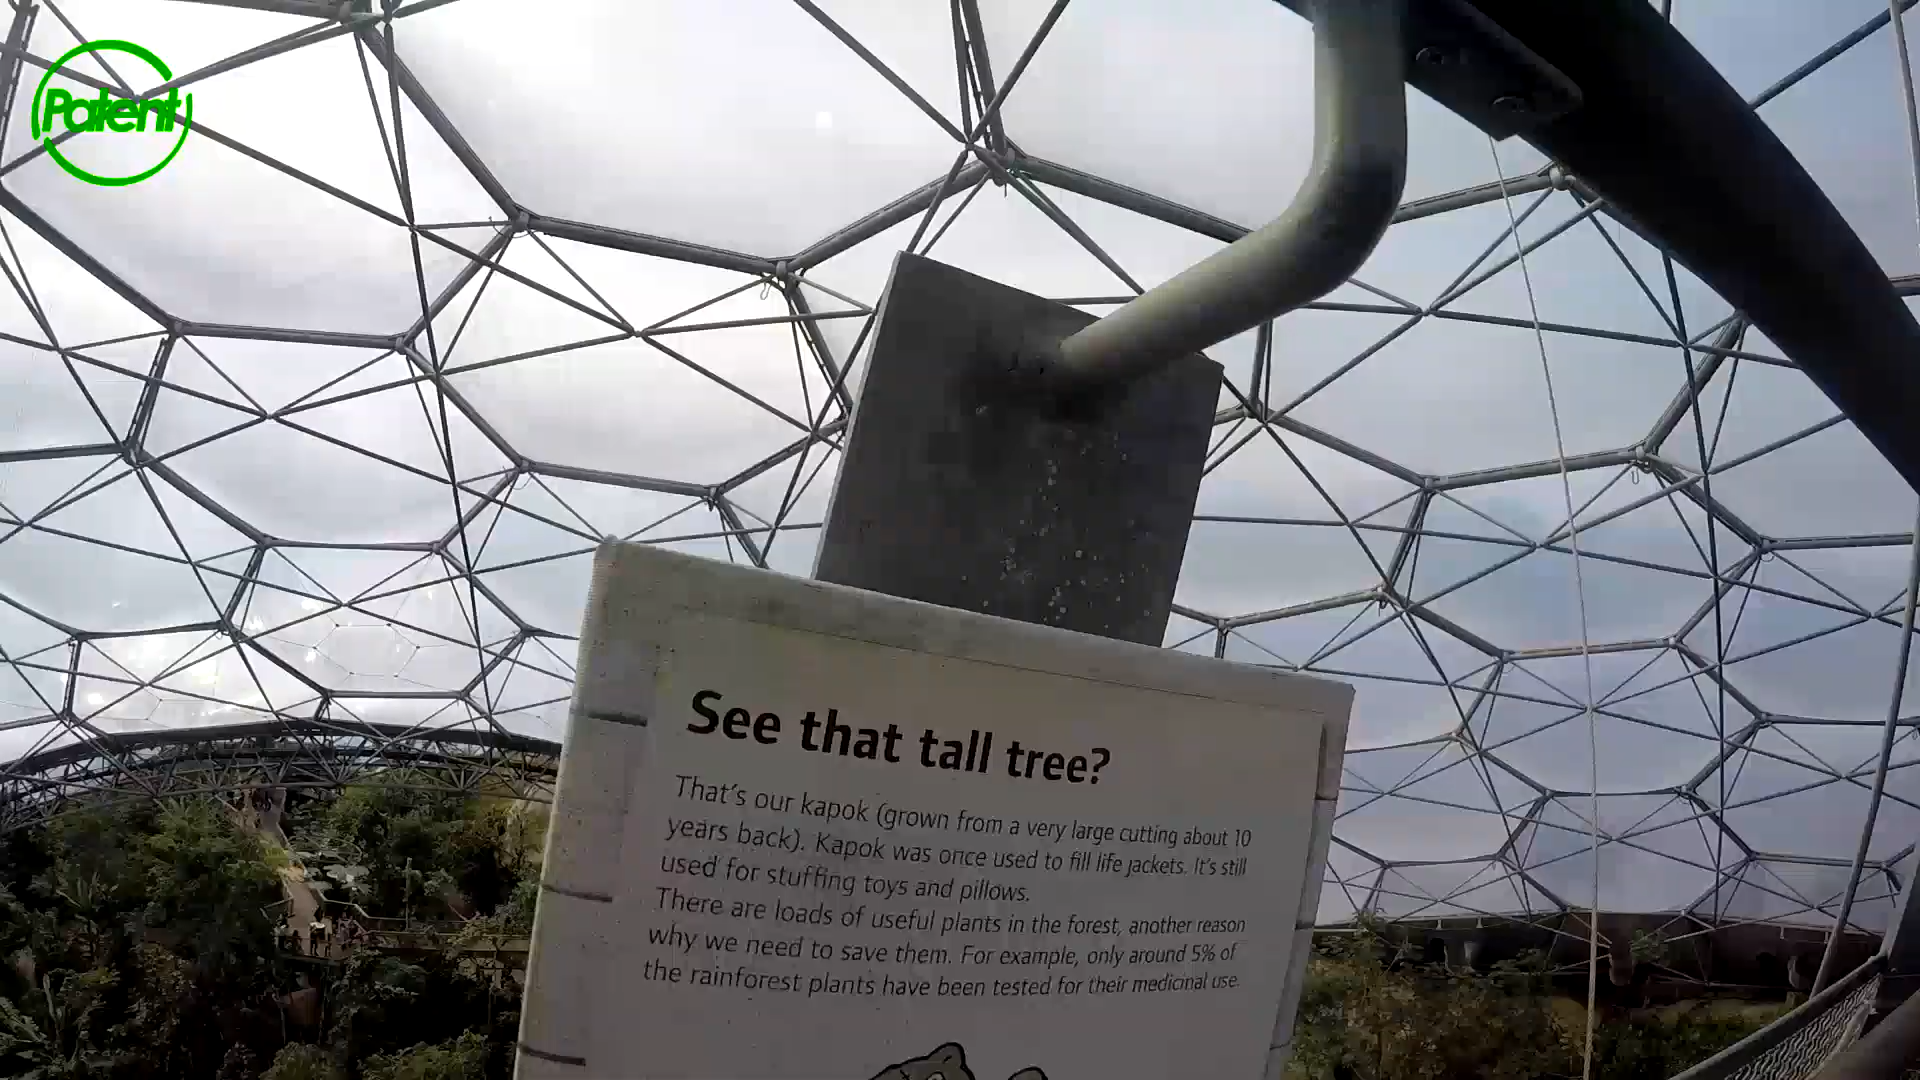 Patent
See that tall tree?
That's our kapok (grown from a very large cutting about 10
years back). Kapok was once used to fill life jackets. It's still
used for stuffing toys and pillows.
There are loads of useful plants in the forest, another reason
why we need to save them. For example, only around 5% of
the rainforest plants have been tested for their medicinal use.